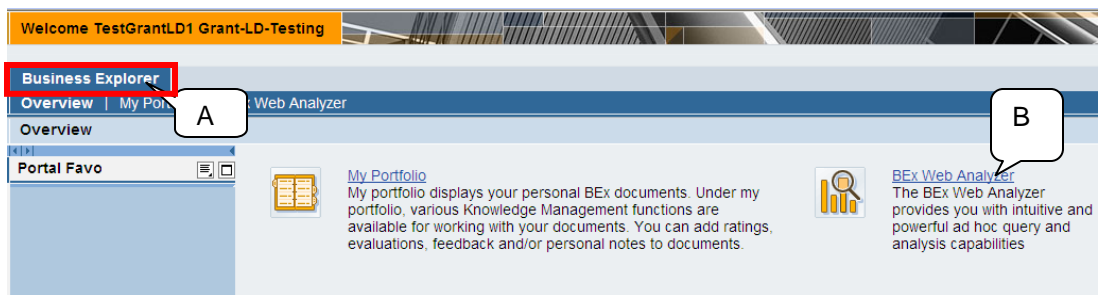 Welcome TestGrantLD1 Grant-LD-Testing
Business Explorer
A
Overview | My Por x Web Analyzer
B
Overview
Portal Favo
My Portfolio
My portfolio displays your personal BEx documents. Under my
portfolio, various Knowledge Management functions are
available for working with your documents. You can add ratings,
evaluations, feedback and/or personal notes to documents.
BEx Web Analyzer
The BEx Web Analyzer
provides you with intuitive and
powerful ad hoc query and
analysis capabilities